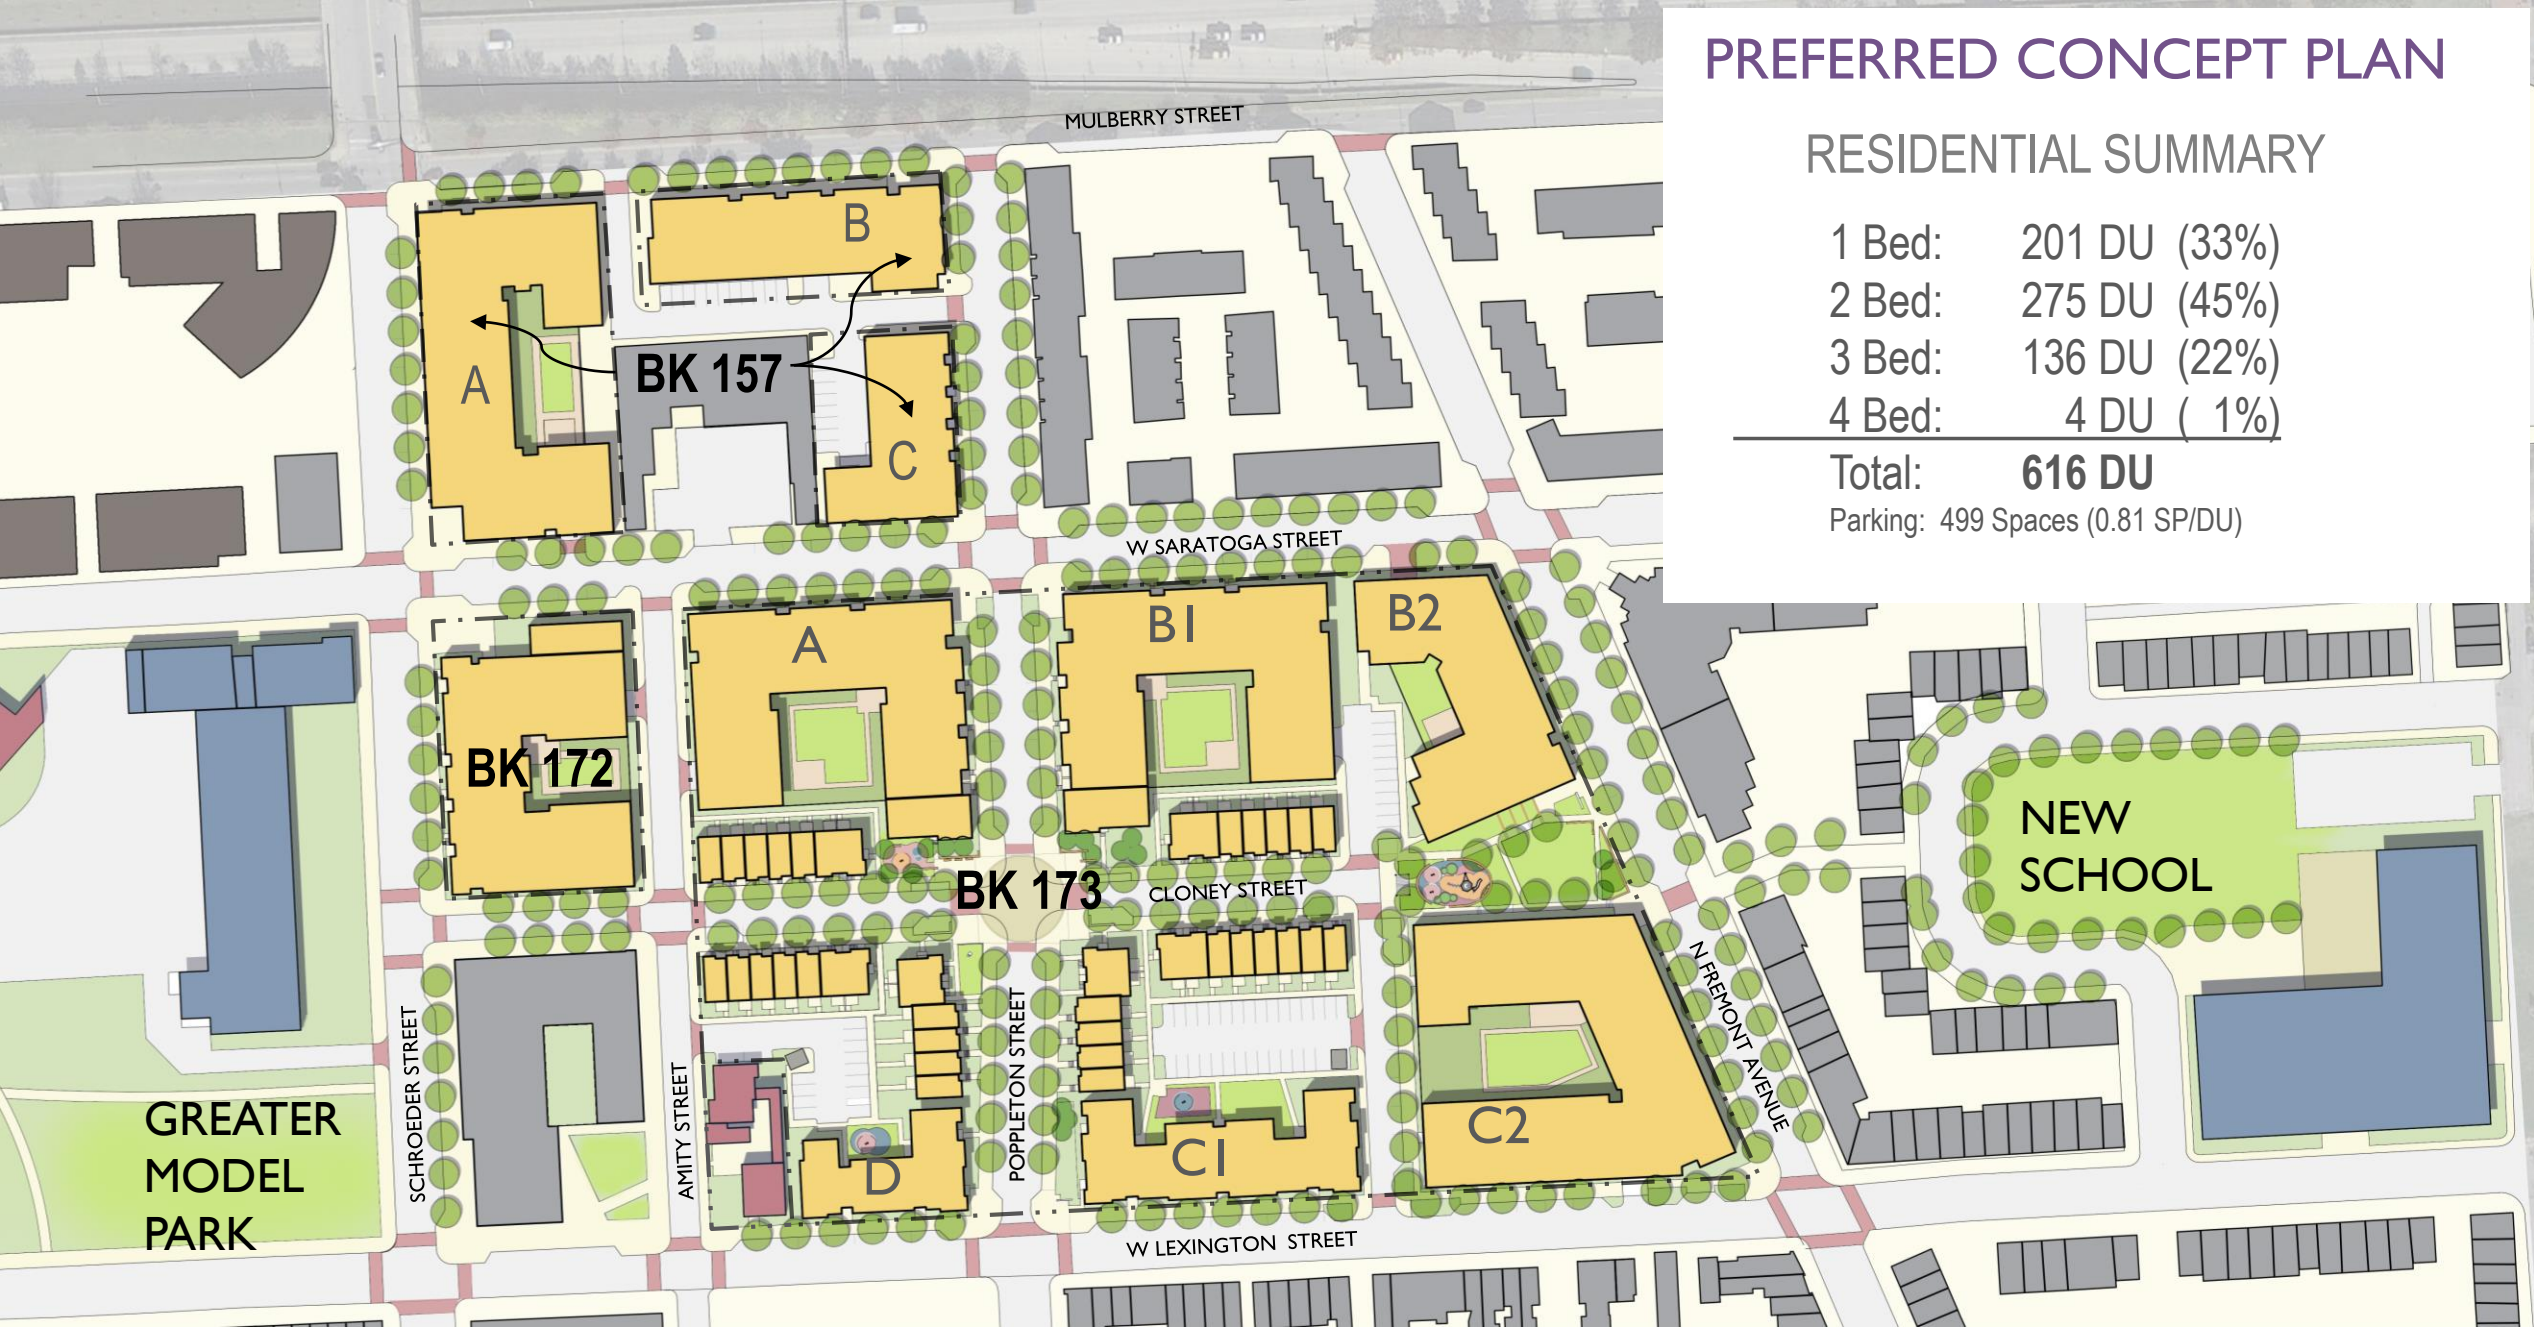 PREFERRED CONCEPT PLAN
RESIDENTIAL SUMMARY
1 Bed: 201 DU (33%)
2 Bed: 275 DU (45%)
3 Bed: 136 DU (22%)
4 Bed: 4 DU ( 1%)
Total: 616 DU
Parking: 499 Spaces (0.81 SP/DU)
MULBERRY STREET
B
A
BK 157
C
W SARATOGA STREET
A
B1
B2
BK 172
BK 173
CLONEY STREET
NEW
SCHOOL
N FREMONT AVENUE
SCHROEDER STREET
AMITY STREET
POPPLETON STREET
GREATER
MODEL
PARK
D
C1
C2
W LEXINGTON STREET